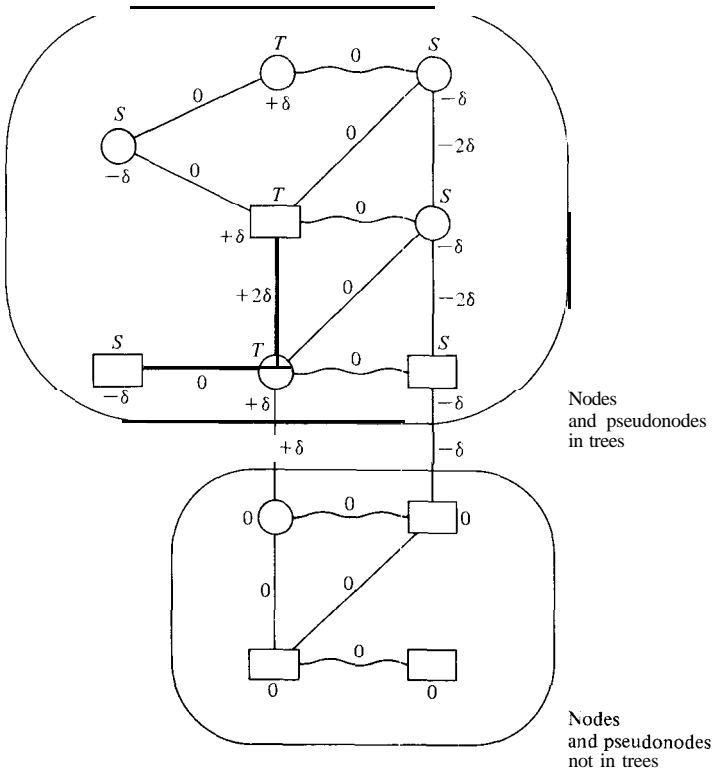 T
0
S
+δ
−δ
0
S
0
−2δ
−δ
0
T
0
S
+δ
−δ
+2δ
0
−2δ
S
T
0
S
0
−δ
+δ
−δ
Nodes
and pseudonodes
in trees
+δ
−δ
0
0
0
0
0
0
0
0
Nodes
and pseudonodes
not in trees